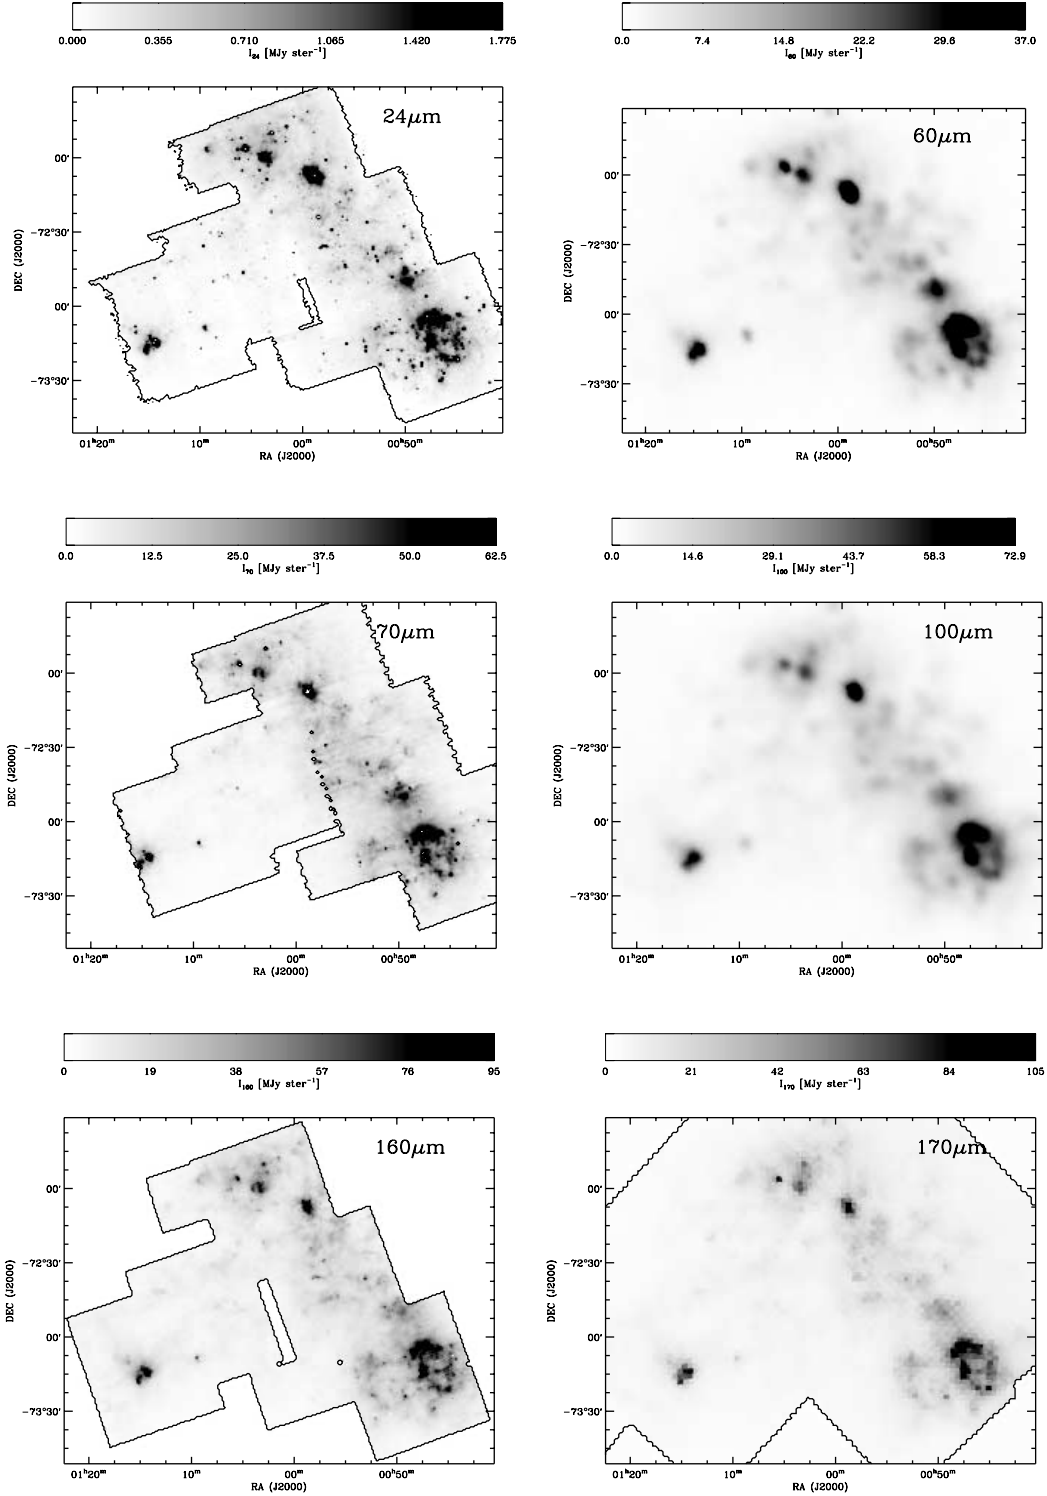 0.000 0.355 0.710 1.065 1.420 1.775
I₂₄ [MJy ster⁻¹]
24μm
00'
−72°30'
00'
−73°30'
DEC (J2000)
01ʰ20ᵐ 10ᵐ 00ᵐ 00ʰ50ᵐ
RA (J2000)
0.0 7.4 14.8 22.2 29.6 37.0
I₆₀ [MJy ster⁻¹]
60μm
00'
−72°30'
00'
−73°30'
DEC (J2000)
01ʰ20ᵐ 10ᵐ 00ᵐ 00ʰ50ᵐ
RA (J2000)
0.0 12.5 25.0 37.5 50.0 62.5
I₇₀ [MJy ster⁻¹]
70μm
00'
−72°30'
00'
−73°30'
DEC (J2000)
01ʰ20ᵐ 10ᵐ 00ᵐ 00ʰ50ᵐ
RA (J2000)
0.0 14.6 29.1 43.7 58.3 72.9
I₁₀₀ [MJy ster⁻¹]
100μm
00'
−72°30'
00'
−73°30'
DEC (J2000)
01ʰ20ᵐ 10ᵐ 00ᵐ 00ʰ50ᵐ
RA (J2000)
0 19 38 57 76 95
I₁₆₀ [MJy ster⁻¹]
160μm
00'
−72°30'
00'
−73°30'
DEC (J2000)
01ʰ20ᵐ 10ᵐ 00ᵐ 00ʰ50ᵐ
RA (J2000)
0 21 42 63 84 105
I₁₇₀ [MJy ster⁻¹]
170μm
00'
−72°30'
00'
−73°30'
DEC (J2000)
01ʰ20ᵐ 10ᵐ 00ᵐ 00ʰ50ᵐ
RA (J2000)